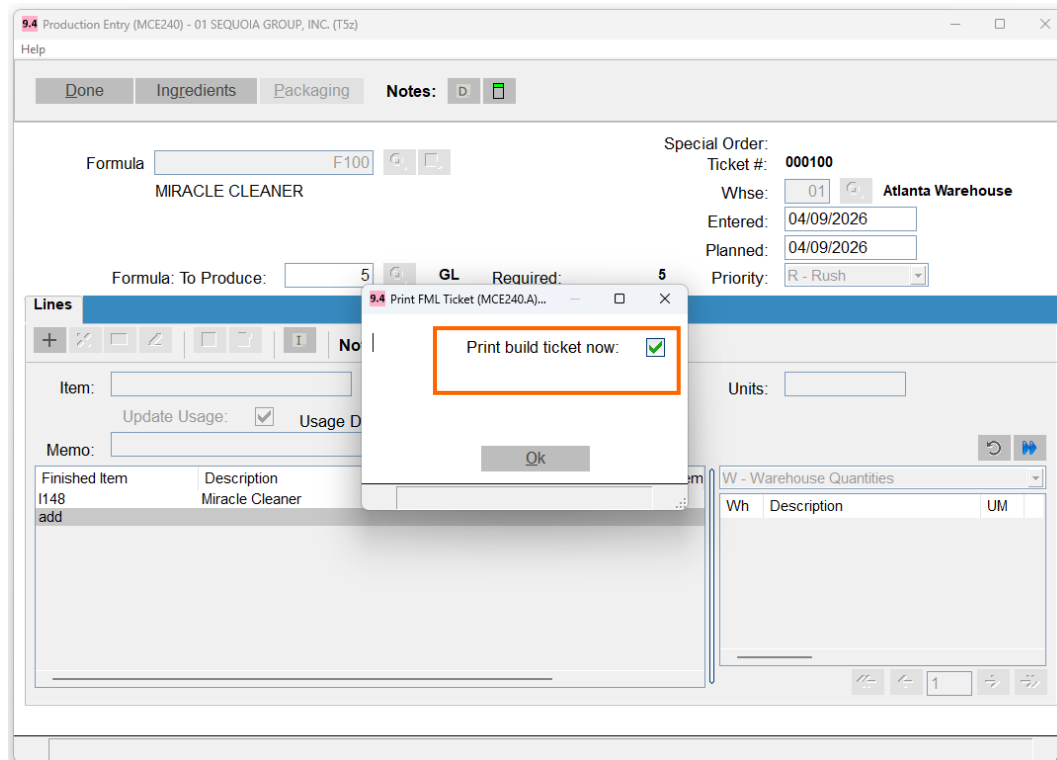 9.4 Production Entry (MCE240) - 01 SEQUOIA GROUP, INC. (T5z)
Help
Done Ingredients Packaging Notes: D
Special Order:
Formula F100 Ticket #: 000100
MIRACLE CLEANER Whse: 01 Atlanta Warehouse
Entered: 04/09/2026
Planned: 04/09/2026
Formula: To Produce: 5 GL Required: 5 Priority: R - Rush
9.4 Print FML Ticket (MCE240.A)...
Print build ticket now:
Ok
Lines
I No
Item: Units:
Update Usage: Usage D
Memo:
Finished Item Description em W - Warehouse Quantities
I148 Miracle Cleaner Wh Description UM
add
1